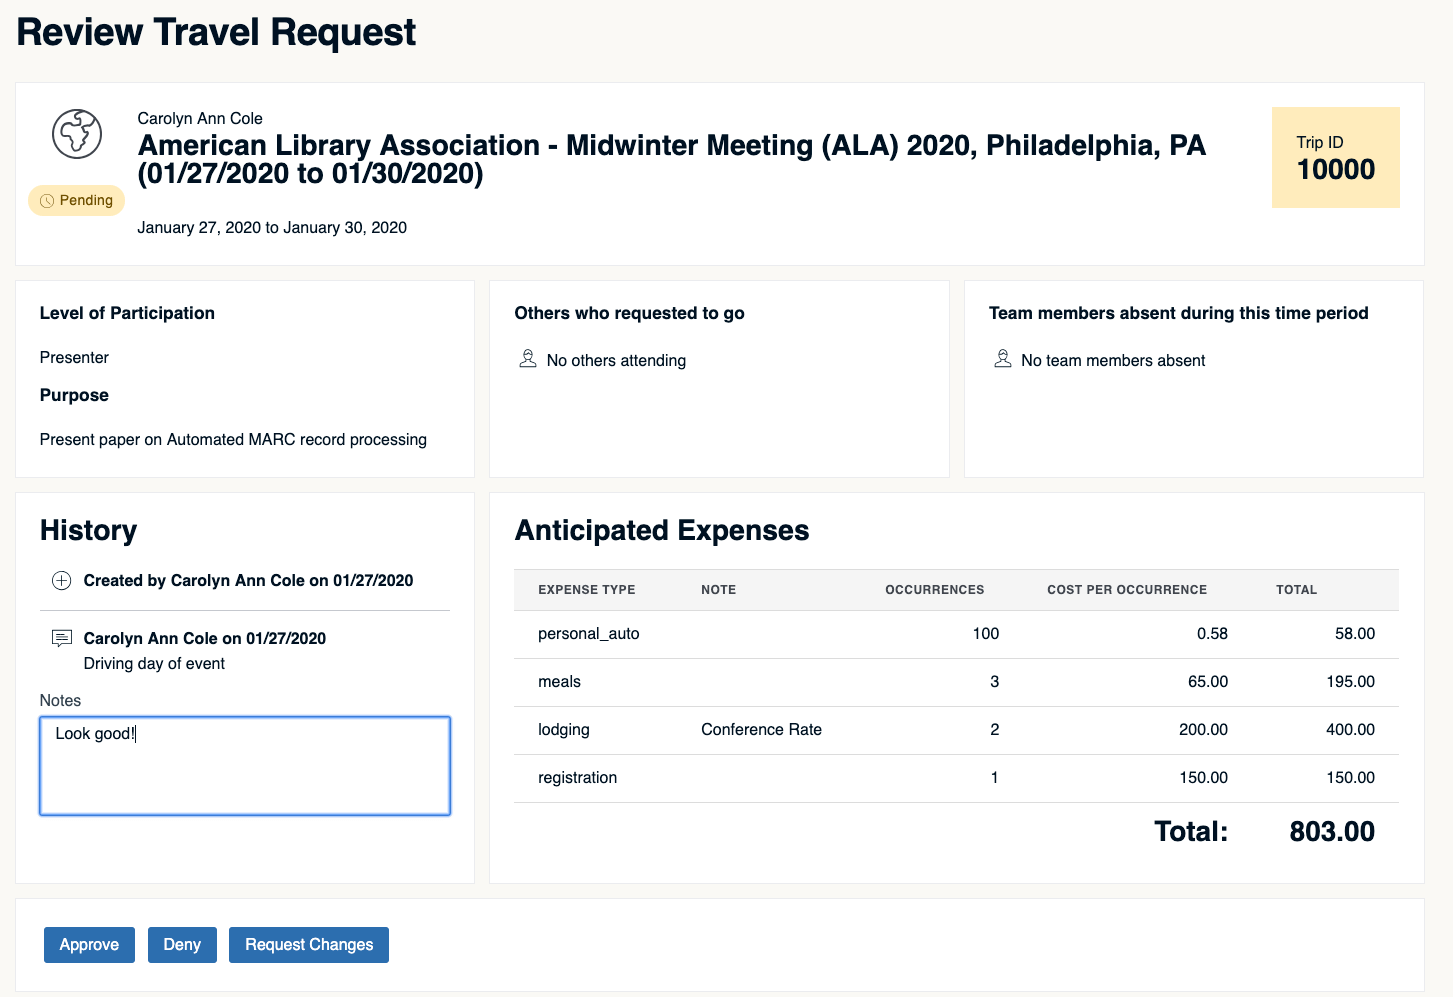 Review Travel Request
Carolyn Ann Cole
American Library Association - Midwinter Meeting (ALA) 2020, Philadelphia, PA
(01/27/2020 to 01/30/2020)
Trip ID
10000
Pending
January 27, 2020 to January 30, 2020
Level of Participation
Presenter
Purpose
Present paper on Automated MARC record processing
Others who requested to go
No others attending
Team members absent during this time period
No team members absent
History
Created by Carolyn Ann Cole on 01/27/2020
Carolyn Ann Cole on 01/27/2020
Driving day of event
Notes
Look good!
Anticipated Expenses
EXPENSE TYPE NOTE OCCURRENCES COST PER OCCURRENCE TOTAL
personal_auto 100 0.58 58.00
meals 3 65.00 195.00
lodging Conference Rate 2 200.00 400.00
registration 1 150.00 150.00
Total: 803.00
Approve Deny Request Changes